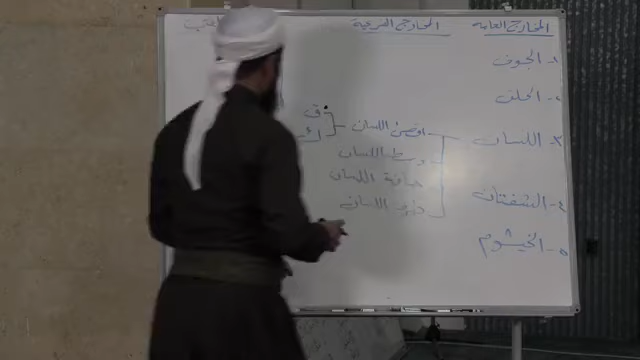 المخارج العامة
المخارج الفرعية
١. الجوف
٢. الحلق
٣. اللسان
أقصى اللسان
ق
ك
وسط اللسان
حافة اللسان
طرف اللسان
٤. الشفتان
٥. الخيشوم